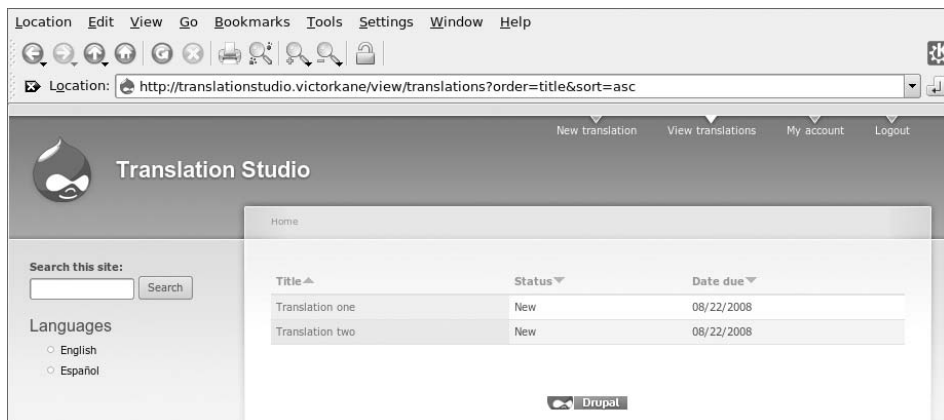 Location Edit View Go Bookmarks Tools Settings Window Help
Location: http://translationstudio.victorkane/view/translations?order=title&sort=asc
New translation View translations My account Logout
Translation Studio
Home
Search this site:
Search
Languages
English
Español
Title Status Date due
Translation one New 08/22/2008
Translation two New 08/22/2008
Drupal